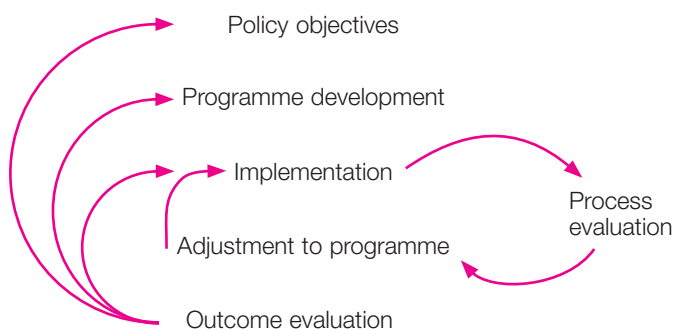 Policy objectives
Programme development
Implementation
Process
evaluation
Adjustment to programme
Outcome evaluation